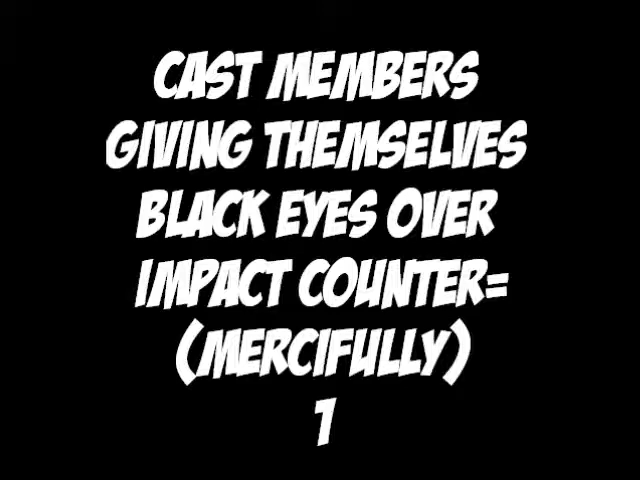 CAST MEMBERS
GIVING THEMSELVES
BLACK EYES OVER
IMPACT COUNTER=
(MERCIFULLY)
1